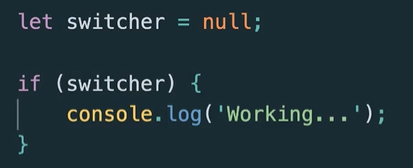 let switcher = null;

if (switcher) {
    console.log('Working...');
}